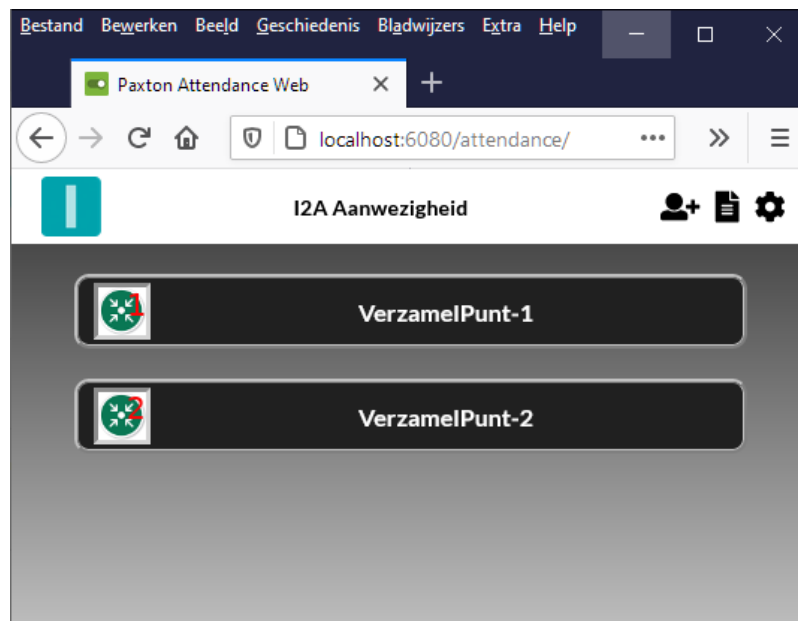 Bestand Bewerken Beeld Geschiedenis Bladwijzers Extra Help
Paxton Attendance Web
localhost:6080/attendance/
I2A Aanwezigheid
1 VerzamelPunt-1
2 VerzamelPunt-2